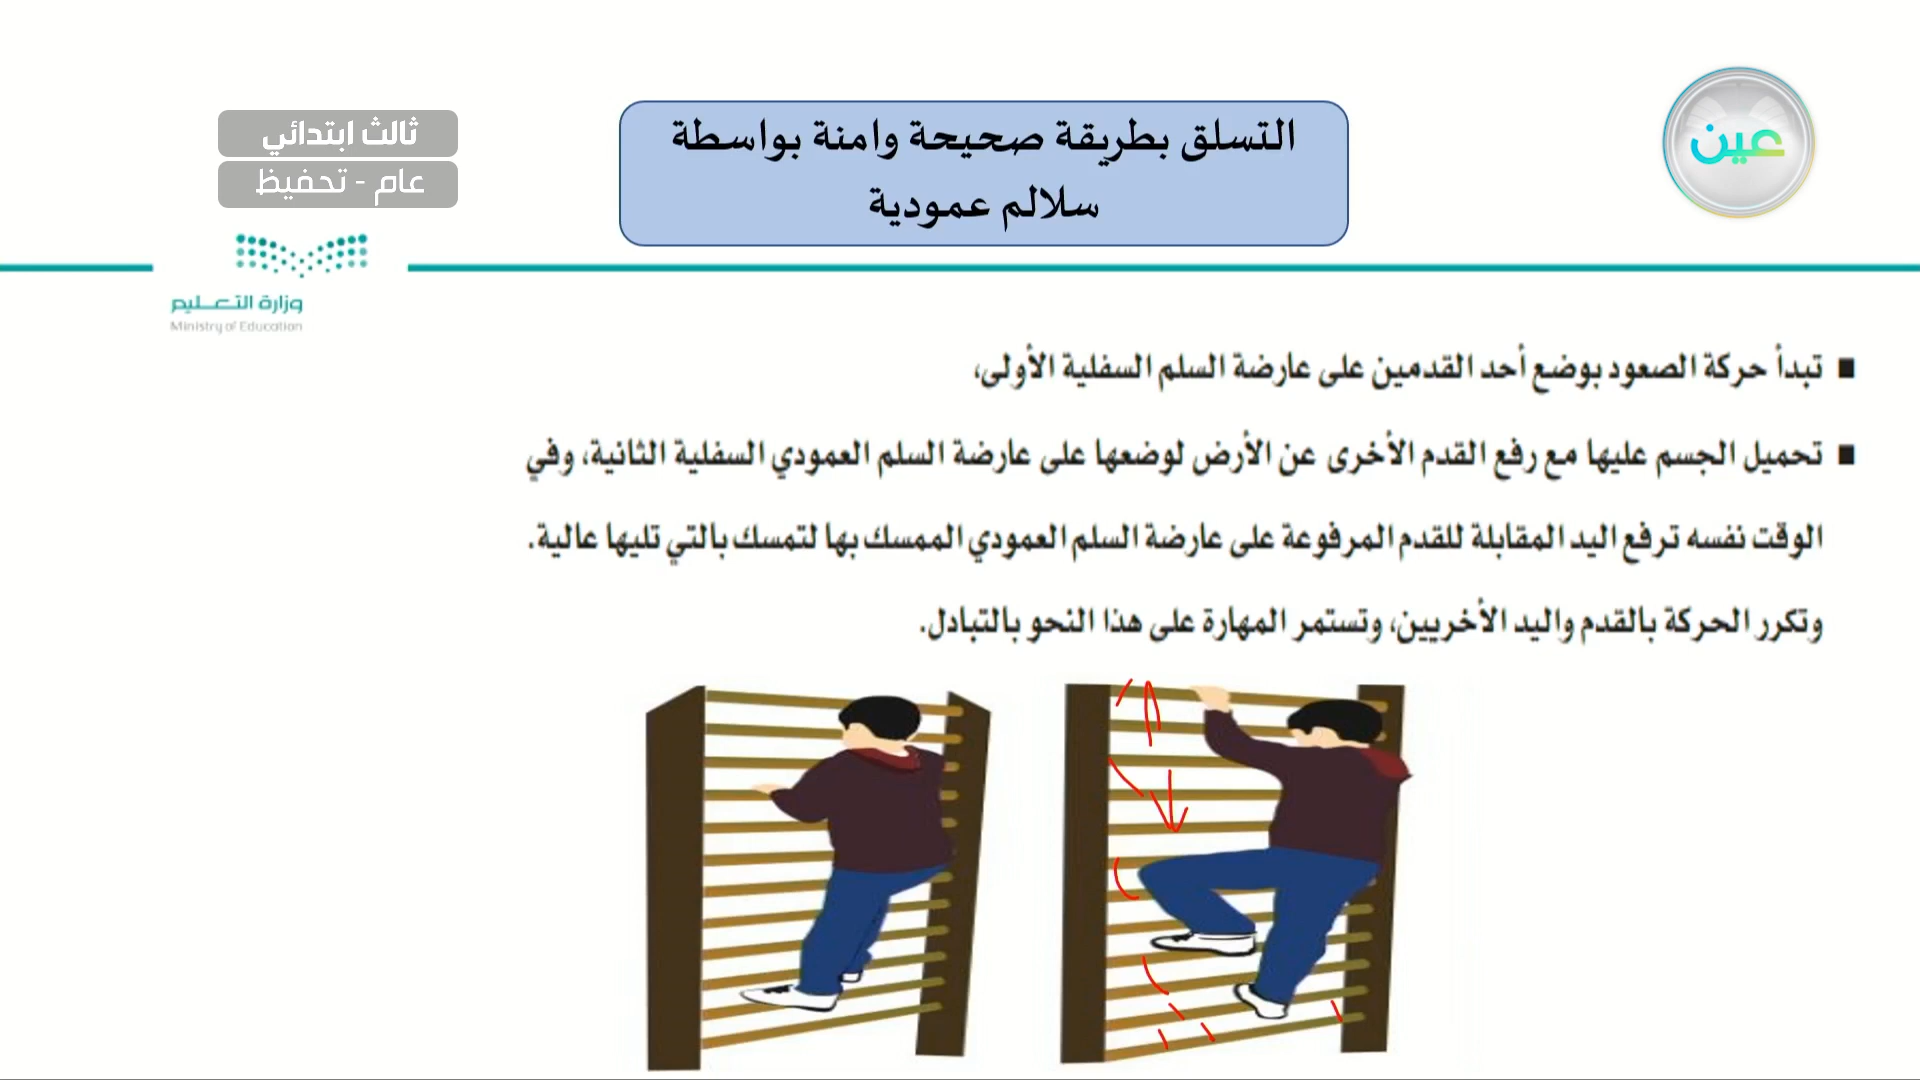 عين
التسلق بطريقة صحيحة وامنة بواسطة
سلالم عمودية
ثالث ابتدائي
عام - تحفيظ
وزارة التعليم
Ministry of Education
■ تبدأ حركة الصعود بوضع أحد القدمين على عارضة السلم السفلية الأولى،
■ تحميل الجسم عليها مع رفع القدم الأخرى عن الأرض لوضعها على عارضة السلم العمودي السفلية الثانية، وفي
الوقت نفسه ترفع اليد المقابلة للقدم المرفوعة على عارضة السلم العمودي الممسك بها لتمسك بالتي تليها عالية.
وتكرر الحركة بالقدم واليد الأخريين، وتستمر المهارة على هذا النحو بالتبادل.